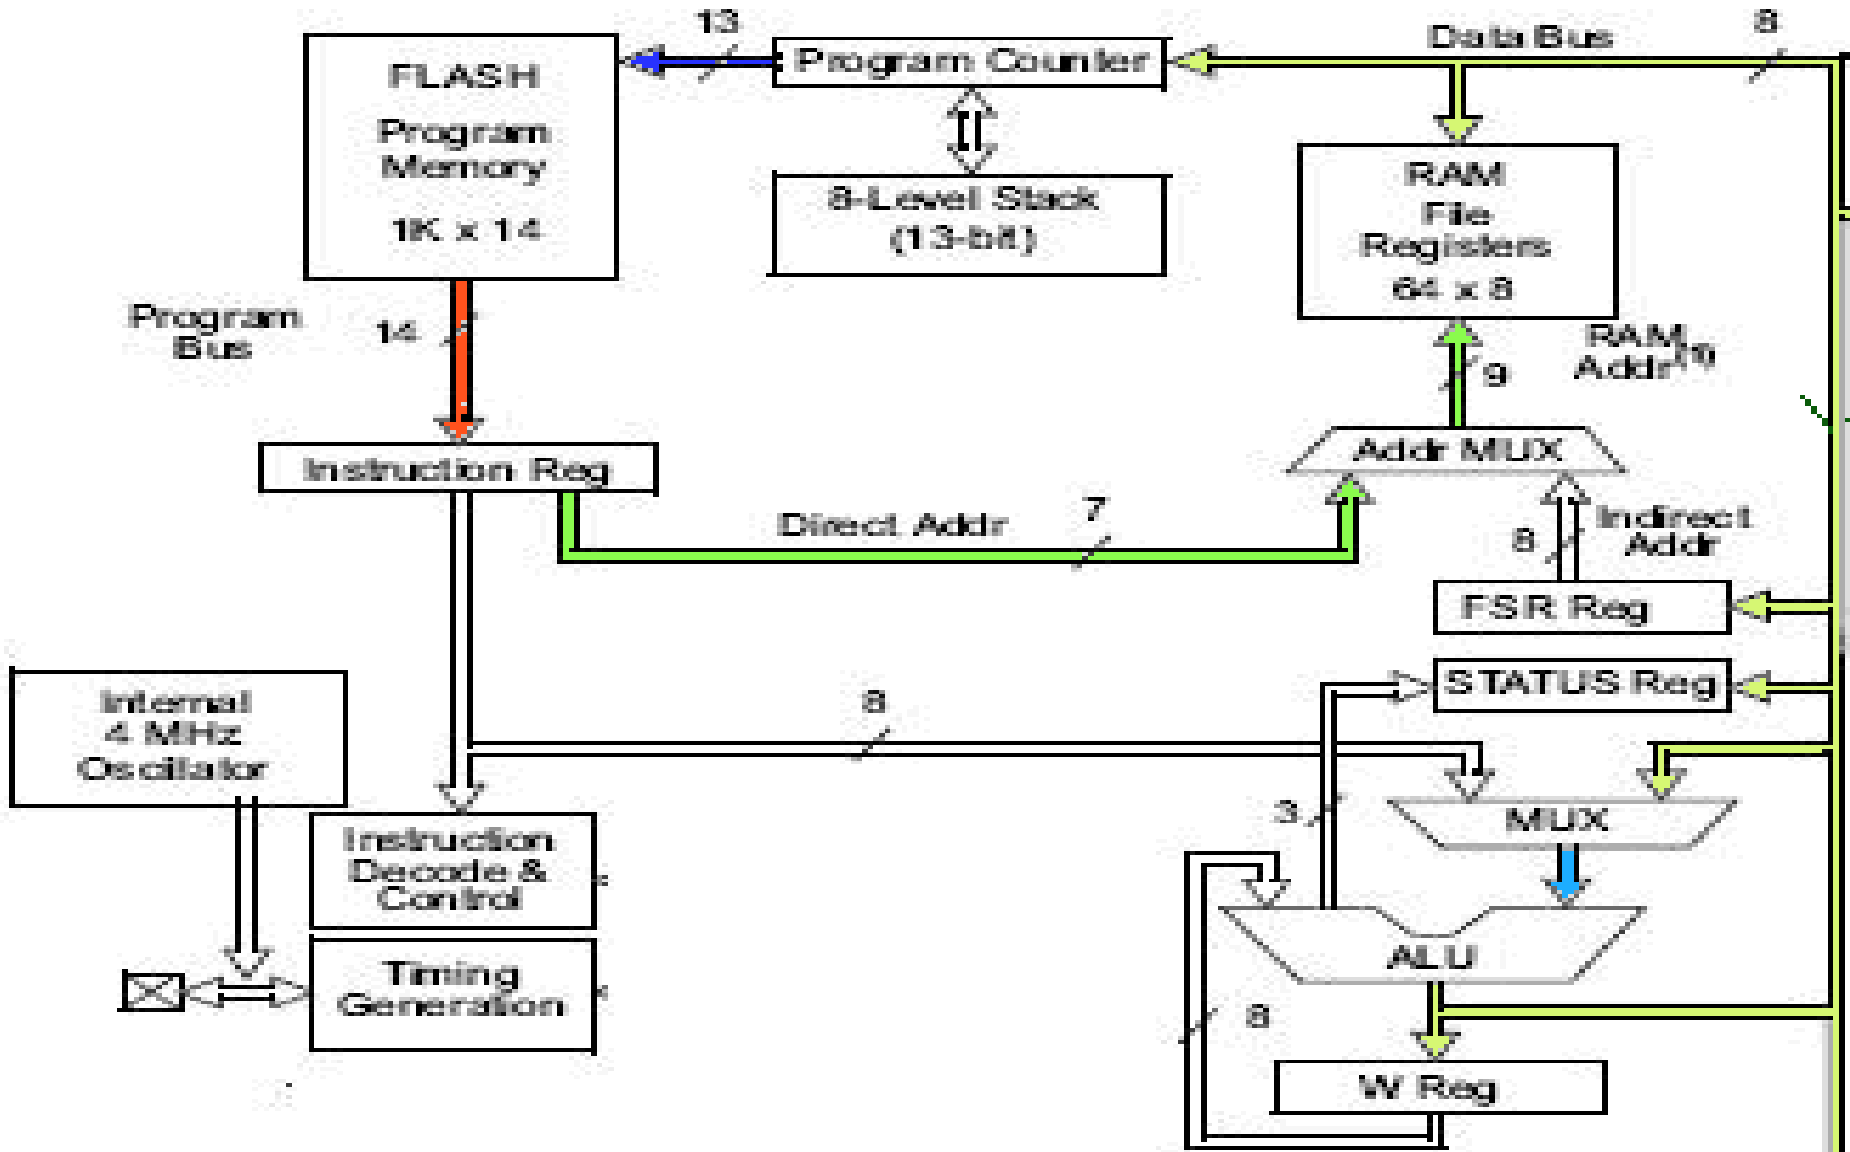 13
Program Counter
Data Bus
8
FLASH
Program
Memory
1K x 14
8-Level Stack
(13-bit)
RAM
File
Registers
64 x 8
Program
Bus
14
RAM
Addr(1)
9
Addr MUX
Instruction Reg
Direct Addr
7
Indirect
Addr
8
FSR Reg
STATUS Reg
Internal
4 MHz
Oscillator
8
3
MUX
Instruction
Decode &
Control
ALU
Timing
Generation
8
W Reg